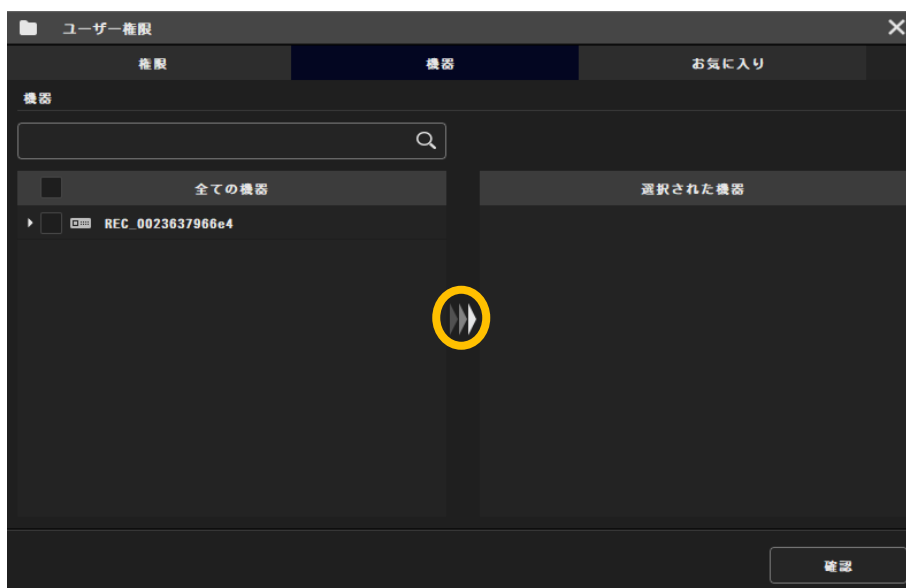 ユーザー権限
権限 機器 お気に入り
機器
全ての機器 選択された機器
REC_0023637966e4
確認